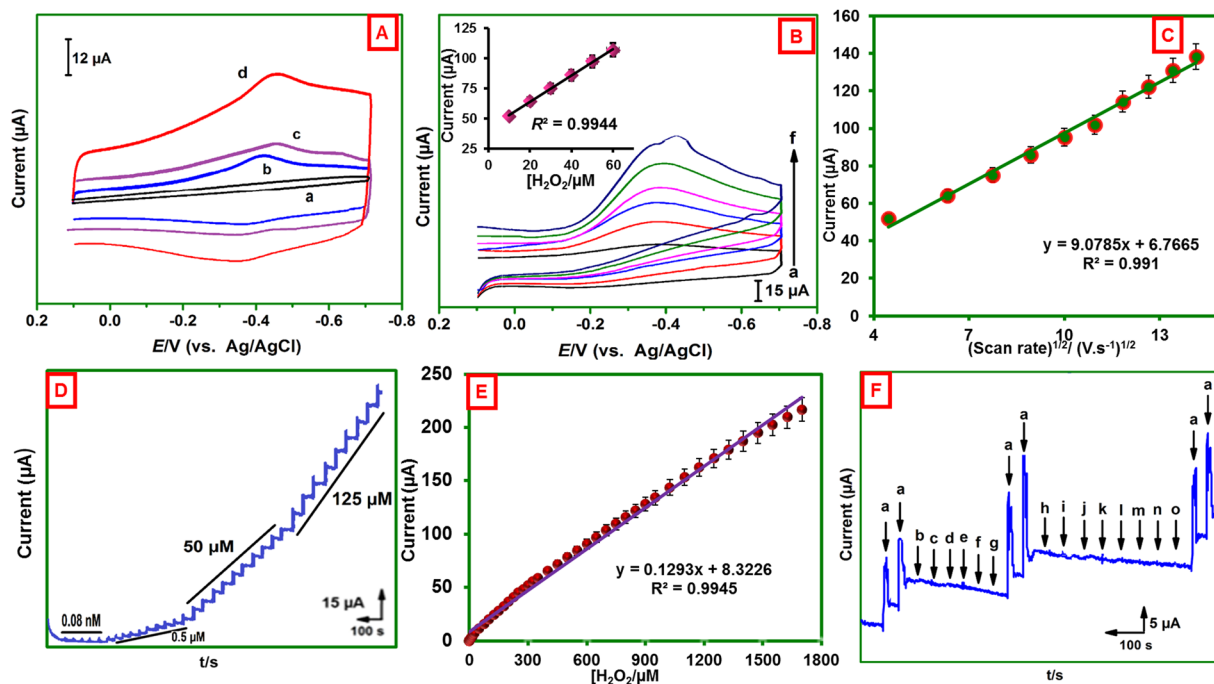 A
12 µA
d
c
b
a
Current (µA)
0.2 0.0 -0.2 -0.4 -0.6 -0.8
E/V (vs. Ag/AgCl)
B
Current (µA)
125
100
75
50
25
0 20 40 60
[H₂O₂/µM
R² = 0.9944
f
a
15 µA
Current (µA)
0.2 0.0 -0.2 -0.4 -0.6 -0.8
E/V (vs. Ag/AgCl)
C
160
140
120
100
80
60
40
20
0
Current (µA)
y = 9.0785x + 6.7665
R² = 0.991
4 7 10 13
(Scan rate)¹ᐟ²/ (V.s⁻¹)¹ᐟ²
D
Current (µA)
125 µM
50 µM
0.08 nM
0.5 µM
15 µA
100 s
t/s
E
250
200
150
100
50
0
Current (µA)
y = 0.1293x + 8.3226
R² = 0.9945
0 300 600 900 1200 1500 1800
[H₂O₂/µM
F
Current (µA)
a a b c d e f g a a h i j k l m n o a a
5 µA
100 s
t/s